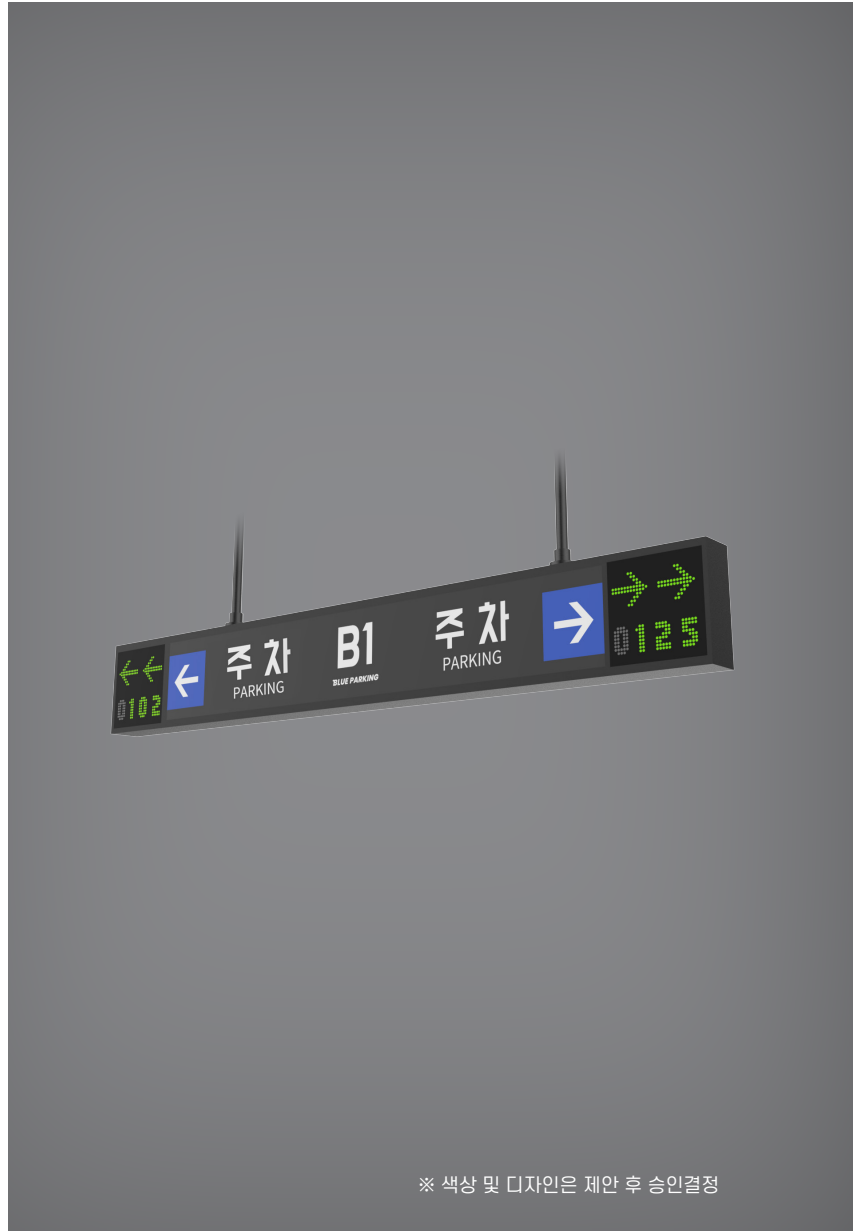 ← ← 0102
←
주차
PARKING
B1
BLUE PARKING
주차
PARKING
→
→ → 0125
※ 색상 및 디자인은 제안 후 승인결정